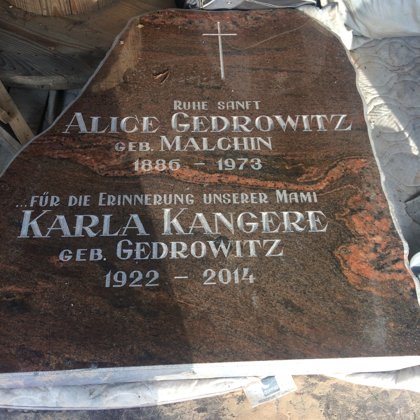 RUHE SANFT
ALICE GEDROWITZ
GEB. MALCHIN
1886 - 1973
...FÜR DIE ERINNERUNG UNSERER MAMI
KARLA KANGERE
GEB. GEDROWITZ
1922 - 2014